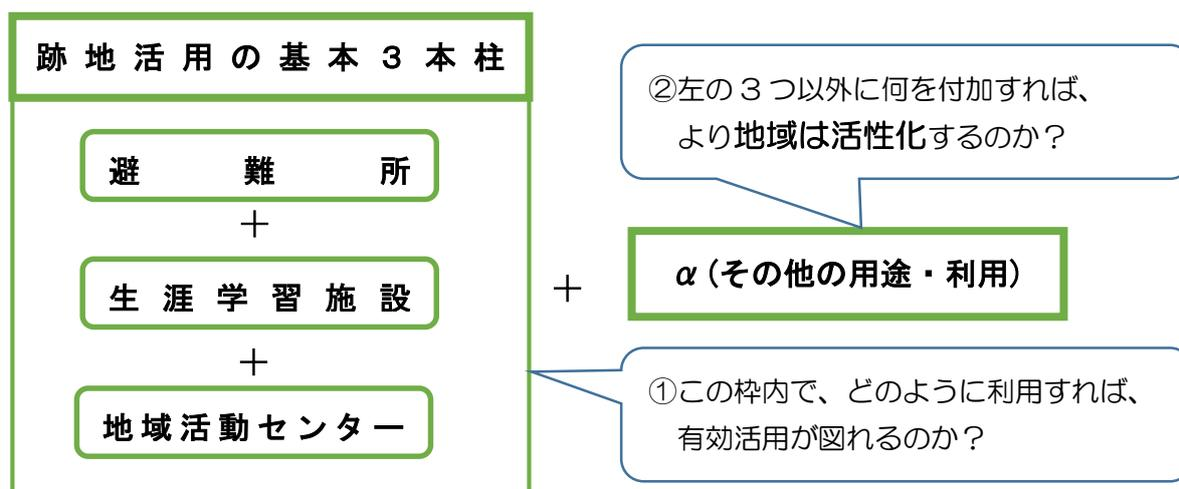 跡地活用の基本３本柱
避難所
＋
生涯学習施設
＋
地域活動センター
＋
α(その他の用途・利用)
②左の３つ以外に何を付加すれば、
より地域は活性化するのか？
①この枠内で、どのように利用すれば、
有効活用が図れるのか？